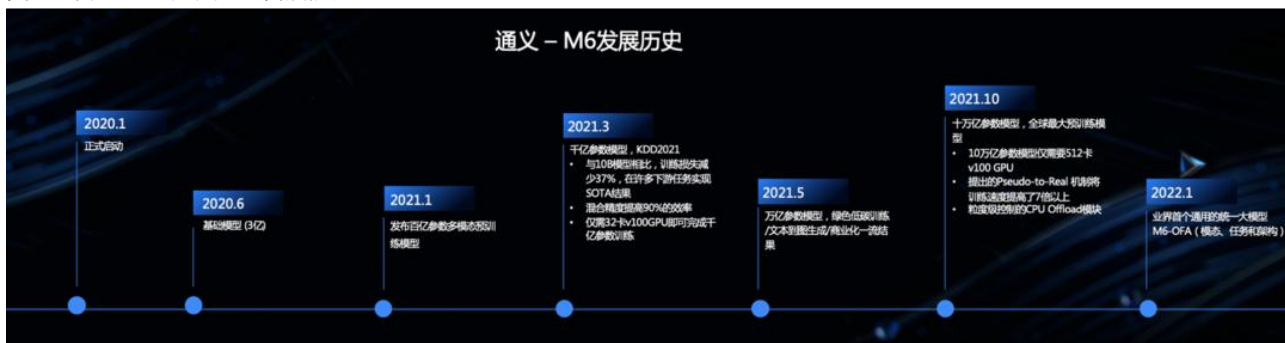 通义 – M6发展历史
2020.1
正式启动
2020.6
基础模型 (3亿)
2021.1
发布百亿参数多模态预训
练模型
2021.3
千亿参数模型，KDD2021
• 与10B模型相比，训练损失减
少37%，在许多下游任务实现
SOTA结果
• 混合精度提高90%的效率
• 仅需32卡v100GPU即可完成千
亿参数训练
2021.5
万亿参数模型，绿色低碳训练
/文本到图生成/商业化一流结
果
2021.10
十万亿参数模型，全球最大预训练模
型
• 10万亿参数模型仅需要512卡
v100 GPU
• 提出的Pseudo-to-Real 机制将
训练速度提高了7倍以上
• 粒度级控制的CPU Offload模块
2022.1
业界首个通用的统一大模型
M6-OFA（模态、任务和架构）